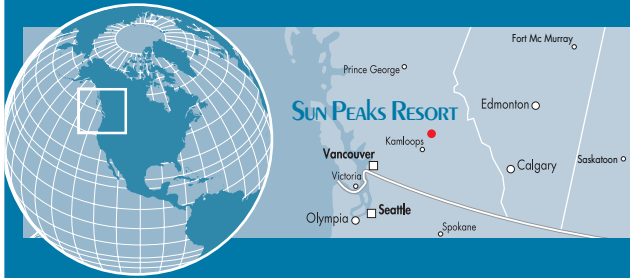 Fort Mc Murray
Prince George
Sun Peaks Resort
Edmonton
Kamloops
Vancouver
Saskatoon
Calgary
Victoria
Seattle
Olympia
Spokane